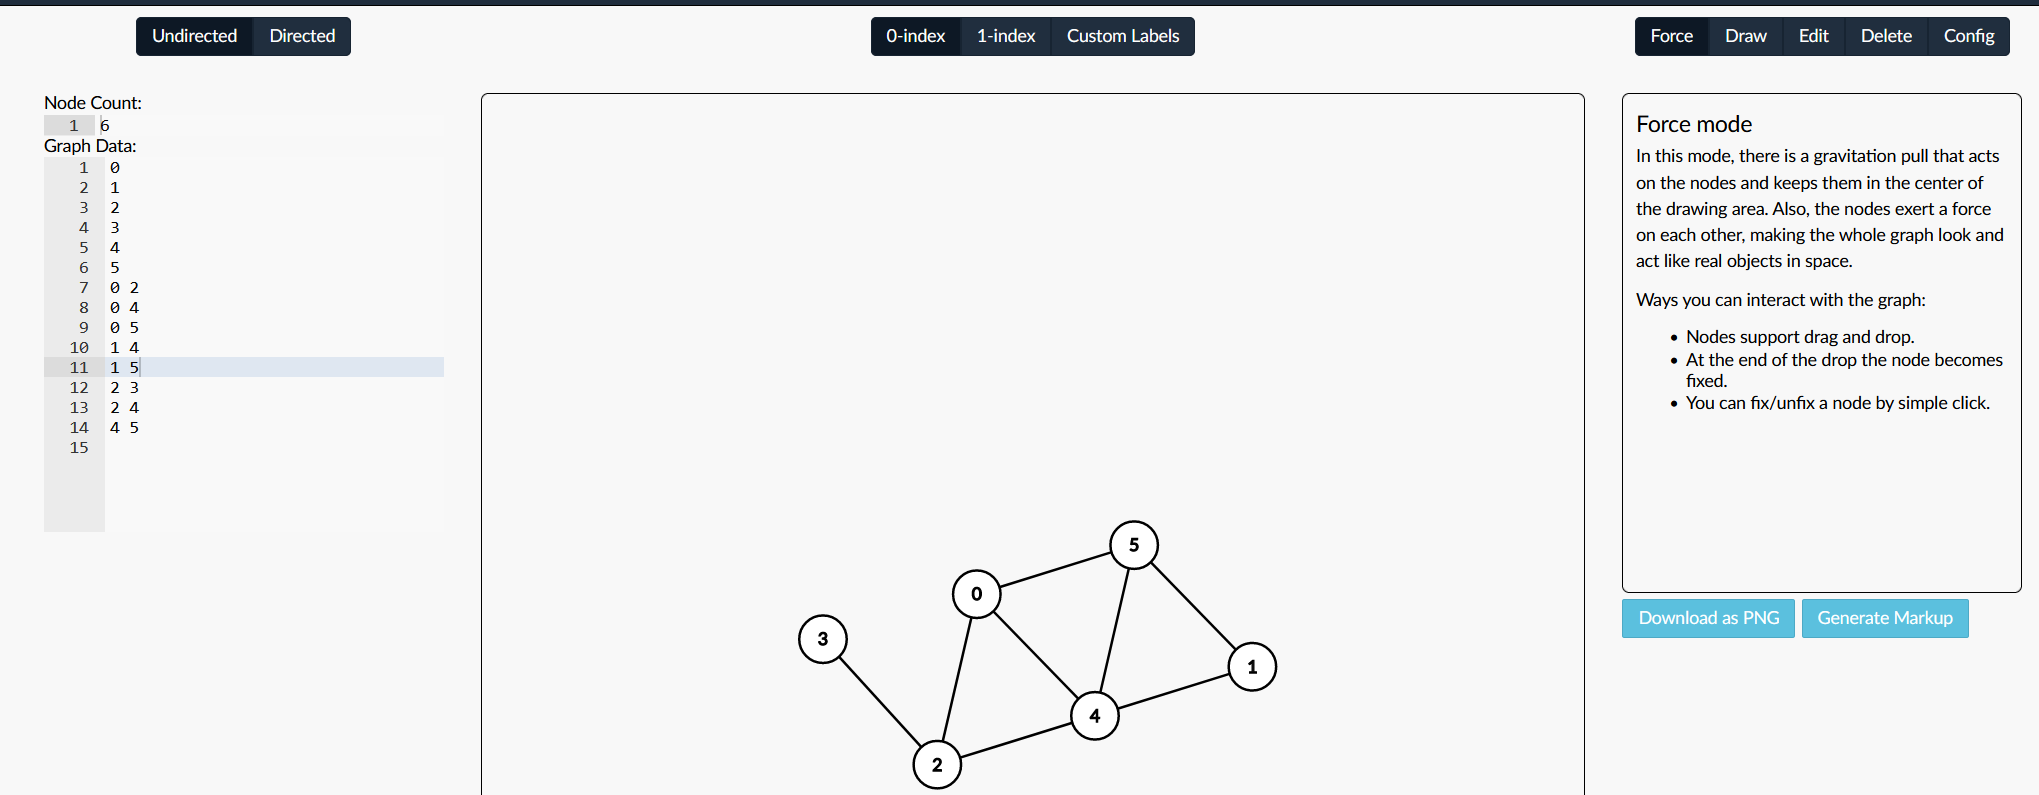 Undirected Directed
0-index 1-index Custom Labels
Force Draw Edit Delete Config
Node Count:
1 6
Graph Data:
1 0
2 1
3 2
4 3
5 4
6 5
7 0 2
8 0 4
9 0 5
10 1 4
11 1 5
12 2 3
13 2 4
14 4 5
15
5
0
3
1
4
2
Force mode
In this mode, there is a gravitation pull that acts
on the nodes and keeps them in the center of
the drawing area. Also, the nodes exert a force
on each other, making the whole graph look and
act like real objects in space.
Ways you can interact with the graph:
• Nodes support drag and drop.
• At the end of the drop the node becomes
fixed.
• You can fix/unfix a node by simple click.
Download as PNG Generate Markup